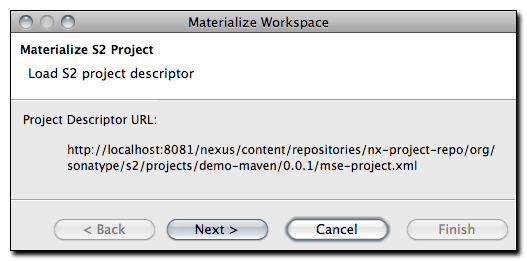 Materialize Workspace
Materialize S2 Project
Load S2 project descriptor
Project Descriptor URL:
http://localhost:8081/nexus/content/repositories/nx-project-repo/org/
sonatype/s2/projects/demo-maven/0.0.1/mse-project.xml
< Back Next > Cancel Finish